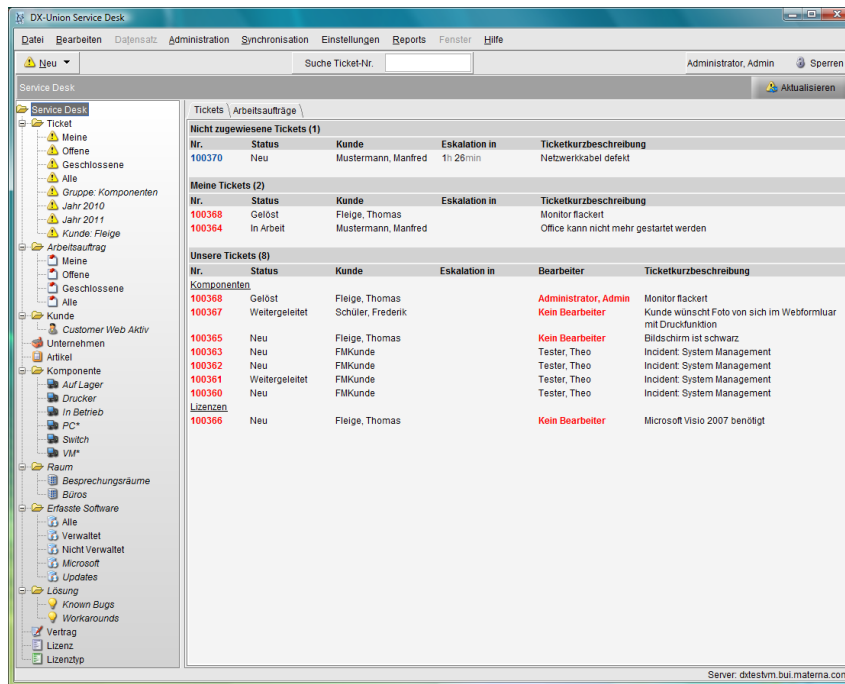 DX-Union Service Desk
Datei Bearbeiten Datensatz Administration Synchronisation Einstellungen Reports Fenster Hilfe
Neu Suche Ticket-Nr. Administrator, Admin Sperren
Service Desk Aktualisieren
Service Desk
Ticket
Meine
Offene
Geschlossene
Alle
Gruppe: Komponenten
Jahr 2010
Jahr 2011
Kunde: Fleige
Arbeitsauftrag
Meine
Offene
Geschlossene
Alle
Kunde
Customer Web Aktiv
Unternehmen
Artikel
Komponente
Auf Lager
Drucker
In Betrieb
PC*
Switch
VM*
Raum
Besprechungsräume
Büros
Erfasste Software
Alle
Verwaltet
Nicht Verwaltet
Microsoft
Updates
Lösung
Known Bugs
Workarounds
Vertrag
Lizenz
Lizenztyp
Tickets Arbeitsaufträge
Nicht zugewiesene Tickets (1)
Nr. Status Kunde Eskalation in Ticketkurzbeschreibung
100370 Neu Mustermann, Manfred 1h 26min Netzwerkkabel defekt
Meine Tickets (2)
Nr. Status Kunde Eskalation in Ticketkurzbeschreibung
100368 Gelöst Fleige, Thomas Monitor flackert
100364 In Arbeit Mustermann, Manfred Office kann nicht mehr gestartet werden
Unsere Tickets (8)
Nr. Status Kunde Eskalation in Bearbeiter Ticketkurzbeschreibung
Komponenten
100368 Gelöst Fleige, Thomas Administrator, Admin Monitor flackert
100367 Weitergeleitet Schüler, Frederik Kein Bearbeiter Kunde wünscht Foto von sich im Webformluar
mit Druckfunktion
100365 Neu Fleige, Thomas Kein Bearbeiter Bildschirm ist schwarz
100363 Neu FMKunde Tester, Theo Incident: System Management
100362 Neu FMKunde Tester, Theo Incident: System Management
100361 Weitergeleitet FMKunde Tester, Theo Incident: System Management
100360 Neu FMKunde Tester, Theo Incident: System Management
Lizenzen
100366 Neu Fleige, Thomas Kein Bearbeiter Microsoft Visio 2007 benötigt
Server: dxtestvm.bui.materna.com